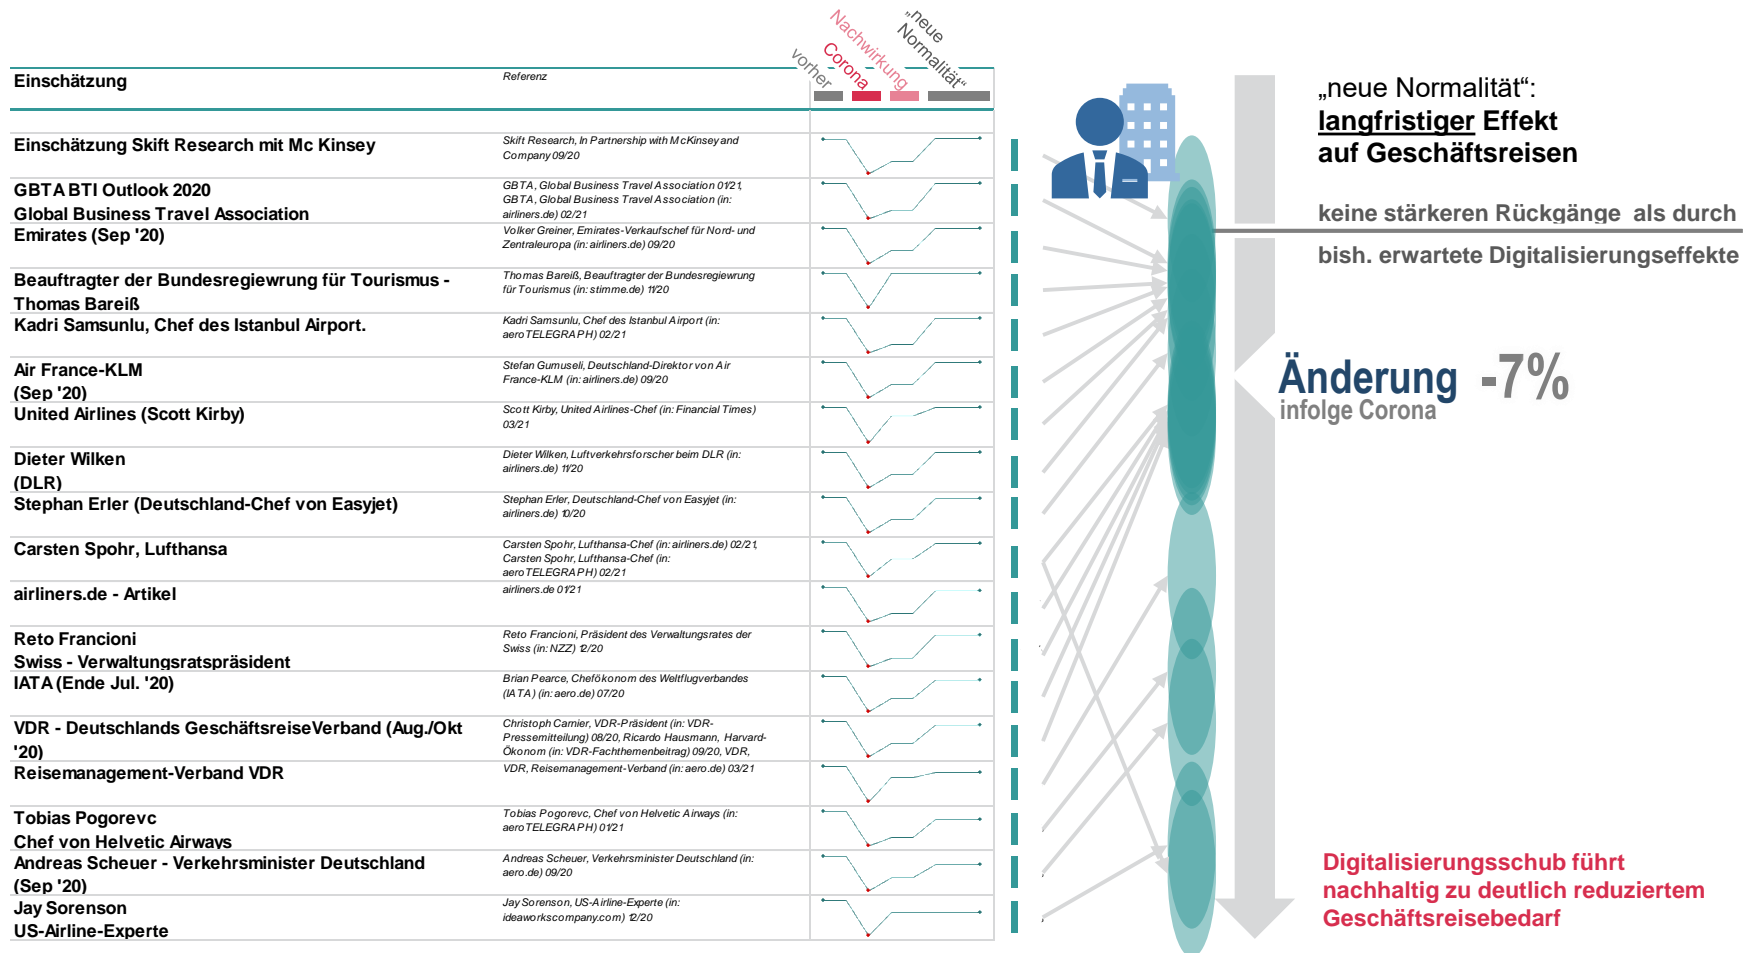 vorher
Corona
Nachwirkung
„neue
Normalität“
Einschätzung
Referenz
Einschätzung Skift Research mit Mc Kinsey
Skift Research, In Partnership with McKinsey and
Company 09/20
GBTA BTI Outlook 2020
Global Business Travel Association
GBTA, Global Business Travel Association 01/21,
GBTA, Global Business Travel Association (in:
airliners.de) 02/21
Emirates (Sep '20)
Volker Greiner, Emirates-Verkaufschef für Nord- und
Zentraleuropa (in: airliners.de) 09/20
Beauftragter der Bundesregiewrung für Tourismus -
Thomas Bareiß
Thomas Bareiß, Beauftragter der Bundesregiewrung
für Tourismus (in: stimme.de) 11/20
Kadri Samsunlu, Chef des Istanbul Airport.
Kadri Samsunlu, Chef des Istanbul Airport (in:
aeroTELEGRAPH) 02/21
Air France-KLM
(Sep '20)
Stefan Gumuseli, Deutschland-Direktor von Air
France-KLM (in: airliners.de) 09/20
United Airlines (Scott Kirby)
Scott Kirby, United Airlines-Chef (in: Financial Times)
03/21
Dieter Wilken
(DLR)
Dieter Wilken, Luftverkehrsforscher beim DLR (in:
airliners.de) 11/20
Stephan Erler (Deutschland-Chef von Easyjet)
Stephan Erler, Deutschland-Chef von Easyjet (in:
airliners.de) 10/20
Carsten Spohr, Lufthansa
Carsten Spohr, Lufthansa-Chef (in: airliners.de) 02/21,
Carsten Spohr, Lufthansa-Chef (in:
aeroTELEGRAPH) 02/21
airliners.de - Artikel
airliners.de 01/21
Reto Francioni
Swiss - Verwaltungsratspräsident
Reto Francioni, Präsident des Verwaltungsrates der
Swiss (in: NZZ) 12/20
IATA (Ende Jul. '20)
Brian Pearce, Chefökonom des Weltflugverbandes
(IATA) (in: aero.de) 07/20
VDR - Deutschlands GeschäftsreiseVerband (Aug./Okt
'20)
Christoph Carnier, VDR-Präsident (in: VDR-
Pressemitteilung) 08/20, Ricardo Hausmann, Harvard-
Ökonom (in: VDR-Fachthemenbeitrag) 09/20, VDR,
Reisemanagement-Verband VDR
VDR, Reisemanagement-Verband (in: aero.de) 03/21
Tobias Pogorevc
Chef von Helvetic Airways
Tobias Pogorevc, Chef von Helvetic Airways (in:
aeroTELEGRAPH) 01/21
Andreas Scheuer - Verkehrsminister Deutschland
(Sep '20)
Andreas Scheuer, Verkehrsminister Deutschland (in:
aero.de) 09/20
Jay Sorenson
US-Airline-Experte
Jay Sorenson, US-Airline-Experte (in:
ideaworkscompany.com) 12/20
„neue Normalität“:
langfristiger Effekt
auf Geschäftsreisen
keine stärkeren Rückgänge als durch
bish. erwartete Digitalisierungseffekte
Änderung -7%
infolge Corona
Digitalisierungsschub führt
nachhaltig zu deutlich reduziertem
Geschäftsreisebedarf